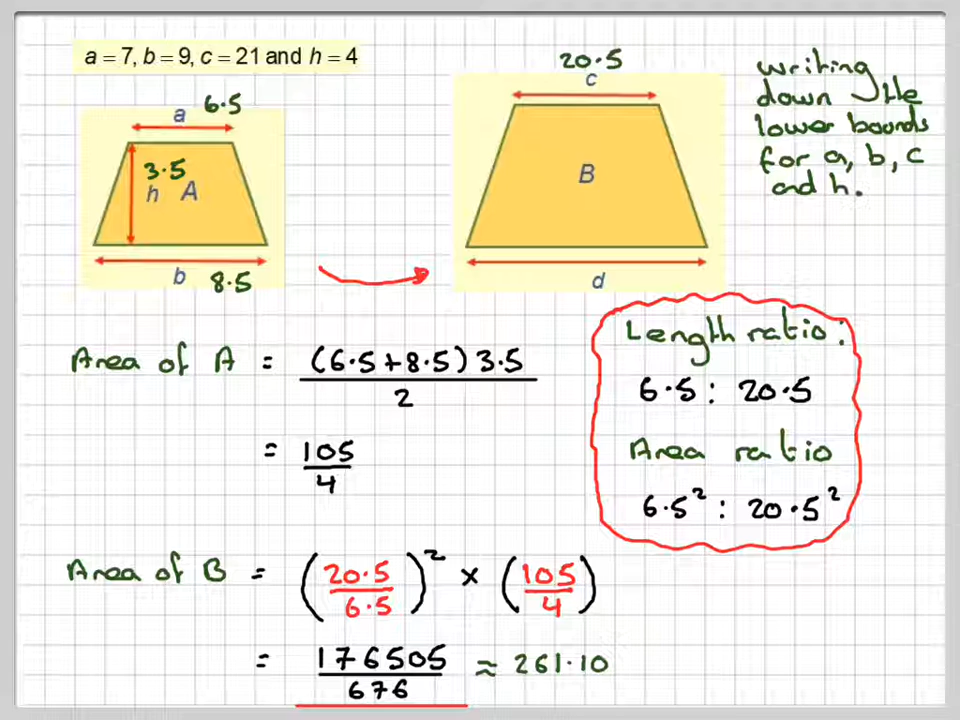 a = 7, b = 9, c = 21 and h = 4
20·5
c
writing
down the
lower bounds
for a, b, c
and h.
a 6·5
3·5
h A
B
b 8·5
d
Length ratio:
6·5 : 20·5
Area ratio
6·5² : 20·5²
Area of A = (6·5+8·5)3·5
2
= 105
4
Area of B = (20·5/6·5)² × (105/4)
= 176505
676
≈ 261·10